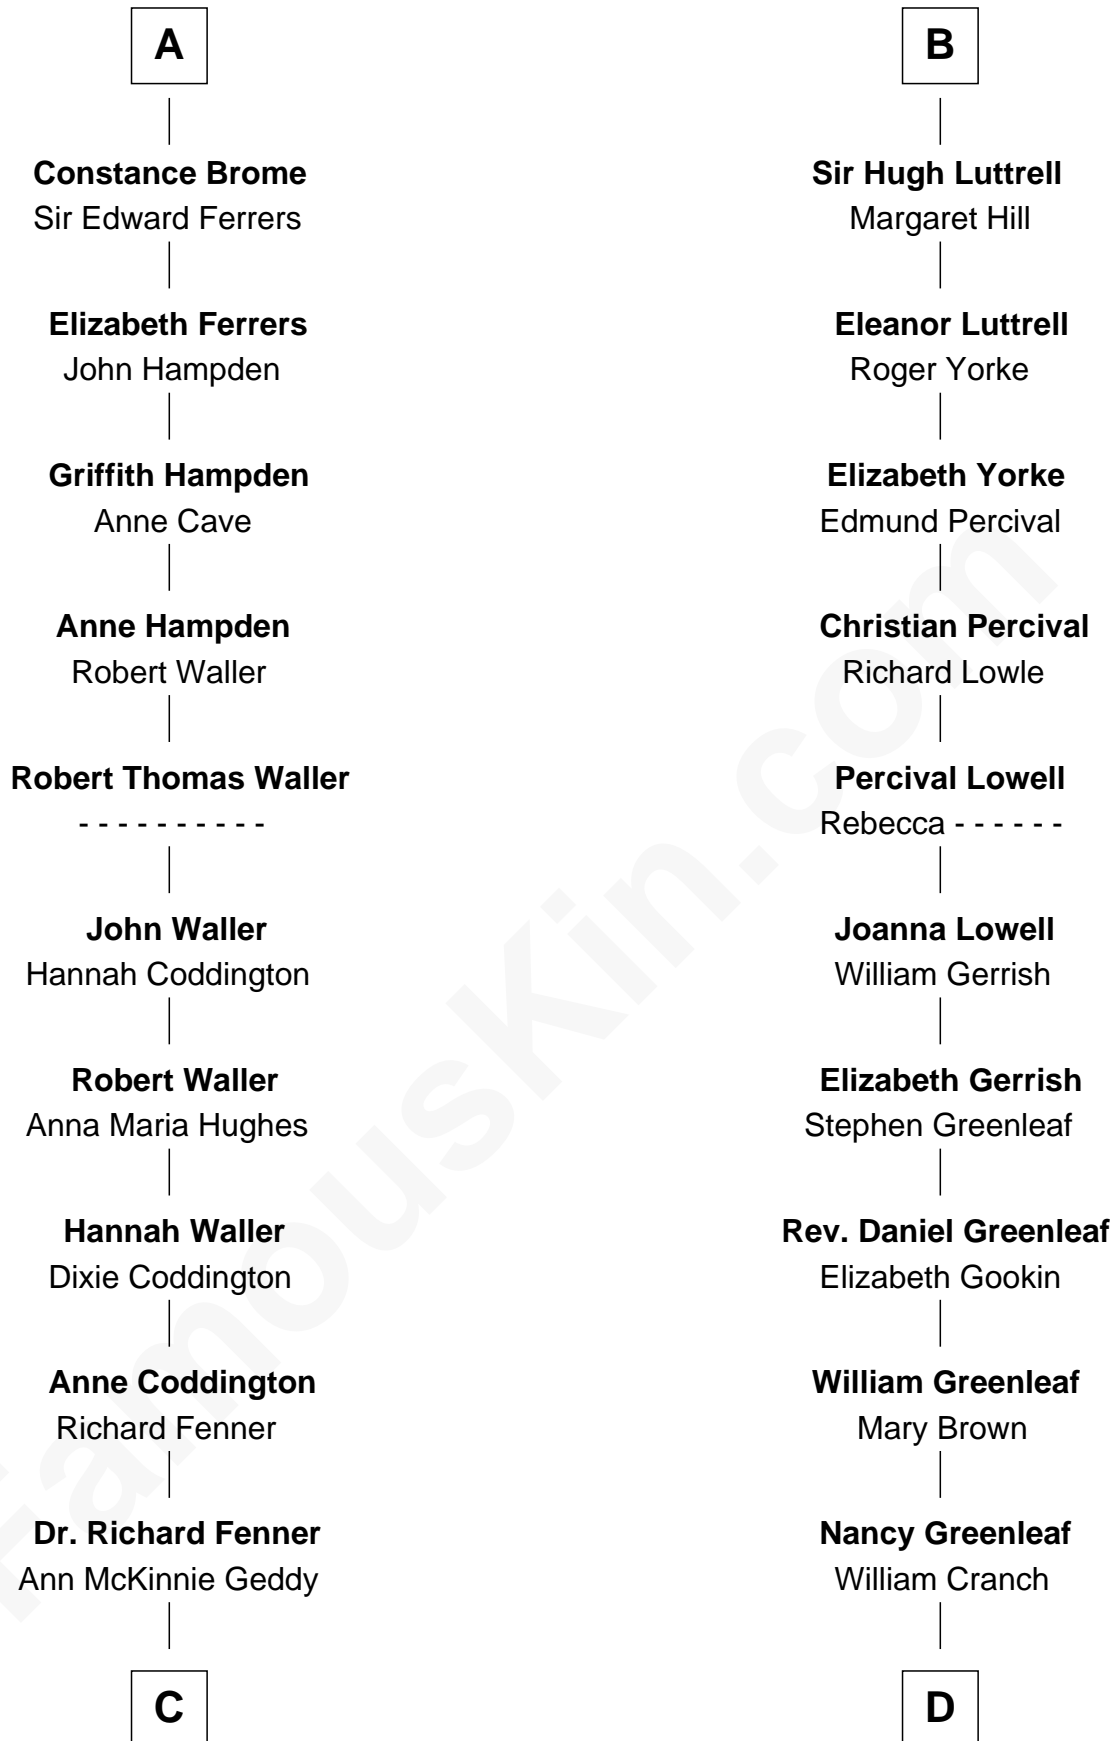 A
Constance Brome
Sir Edward Ferrers
Elizabeth Ferrers
John Hampden
Griffith Hampden
Anne Cave
Anne Hampden
Robert Waller
Robert Thomas Waller
- - - - - - - - - -
John Waller
Hannah Coddington
Robert Waller
Anna Maria Hughes
Hannah Waller
Dixie Coddington
Anne Coddington
Richard Fenner
Dr. Richard Fenner
Ann McKinnie Geddy
C
B
Sir Hugh Luttrell
Margaret Hill
Eleanor Luttrell
Roger Yorke
Elizabeth Yorke
Edmund Percival
Christian Percival
Richard Lowle
Percival Lowell
Rebecca - - - - - -
Joanna Lowell
William Gerrish
Elizabeth Gerrish
Stephen Greenleaf
Rev. Daniel Greenleaf
Elizabeth Gookin
William Greenleaf
Mary Brown
Nancy Greenleaf
William Cranch
D
FamousKin.com